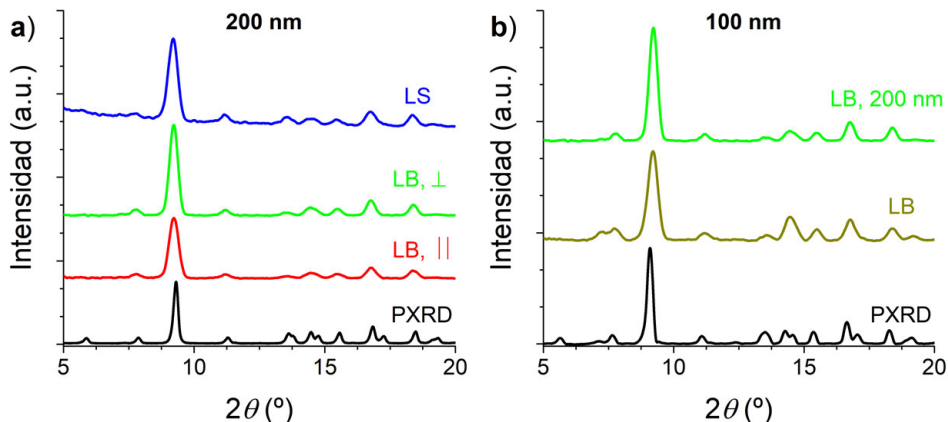 a)
200 nm
Intensidad (a.u.)
LS
LB, ⊥
LB, ||
PXRD
5 10 15 20
2θ (º)
b)
100 nm
Intensidad (a.u.)
LB, 200 nm
LB
PXRD
5 10 15 20
2θ (º)